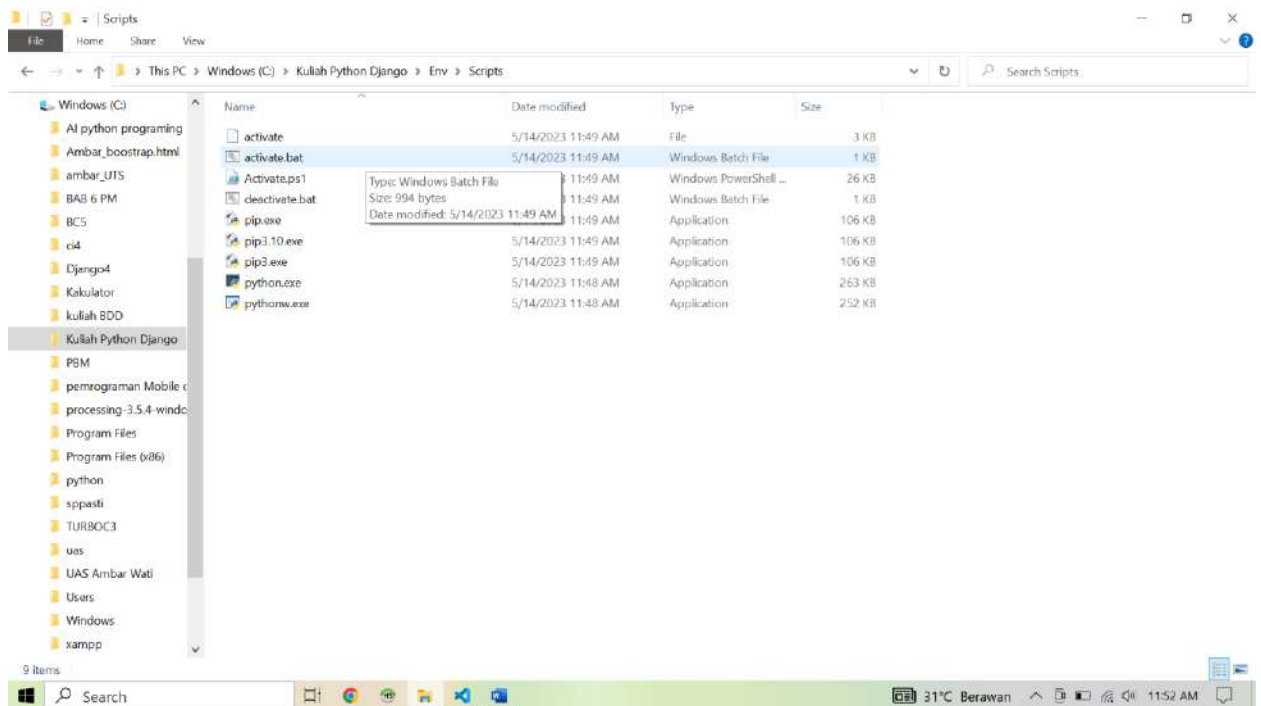 Scripts
File Home Share View
This PC > Windows (C:) > Kuliah Python Django > Env > Scripts
Search Scripts
Windows (C:)
AI python programing
Ambar_boostrap.html
ambar_UTS
BAB 6 PM
BC5
ci4
Django4
Kakulator
kuliah BDD
Kuliah Python Django
PBM
pemrograman Mobile
processing-3.5.4-windo
Program Files
Program Files (x86)
python
sppasti
TURBOC3
uas
UAS Ambar Wati
Users
Windows
xampp
Name Date modified Type Size
activate 5/14/2023 11:49 AM File 3 KB
activate.bat 5/14/2023 11:49 AM Windows Batch File 1 KB
Activate.ps1 11:49 AM Windows PowerShell ... 26 KB
deactivate.bat 11:49 AM Windows Batch File 1 KB
pip.exe 11:49 AM Application 106 KB
pip3.10.exe 5/14/2023 11:49 AM Application 106 KB
pip3.exe 5/14/2023 11:49 AM Application 106 KB
python.exe 5/14/2023 11:48 AM Application 263 KB
pythonw.exe 5/14/2023 11:48 AM Application 252 KB
Type: Windows Batch File
Size: 994 bytes
Date modified: 5/14/2023 11:49 AM
9 items
Search
31°C Berawan 11:52 AM